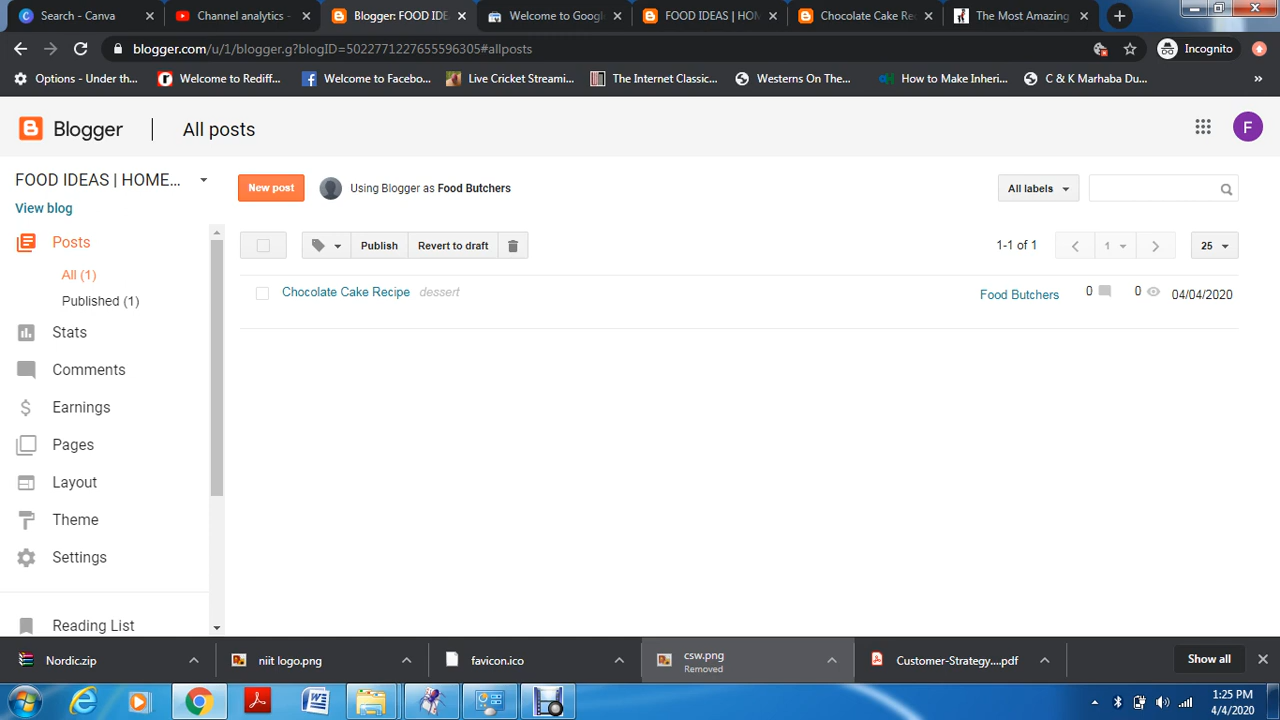 Search - Canva
Channel analytics -
Blogger: FOOD IDE
Welcome to Googl
FOOD IDEAS | HOM
Chocolate Cake Re
The Most Amazing
blogger.com/u/1/blogger.g?blogID=5022771227655596305#allposts
Incognito
Options - Under th...
Welcome to Rediff...
Welcome to Facebo...
Live Cricket Streami...
The Internet Classic...
Westerns On The...
How to Make Inheri...
C & K Marhaba Du...
Blogger
All posts
F
FOOD IDEAS | HOME...
View blog
New post
Using Blogger as Food Butchers
All labels
Posts
All (1)
Published (1)
Stats
Comments
Earnings
Pages
Layout
Theme
Settings
Reading List
Publish
Revert to draft
1-1 of 1
1
25
Chocolate Cake Recipe dessert
Food Butchers
0
0
04/04/2020
Nordic.zip
niit logo.png
favicon.ico
csw.png
Removed
Customer-Strategy....pdf
Show all
1:25 PM
4/4/2020